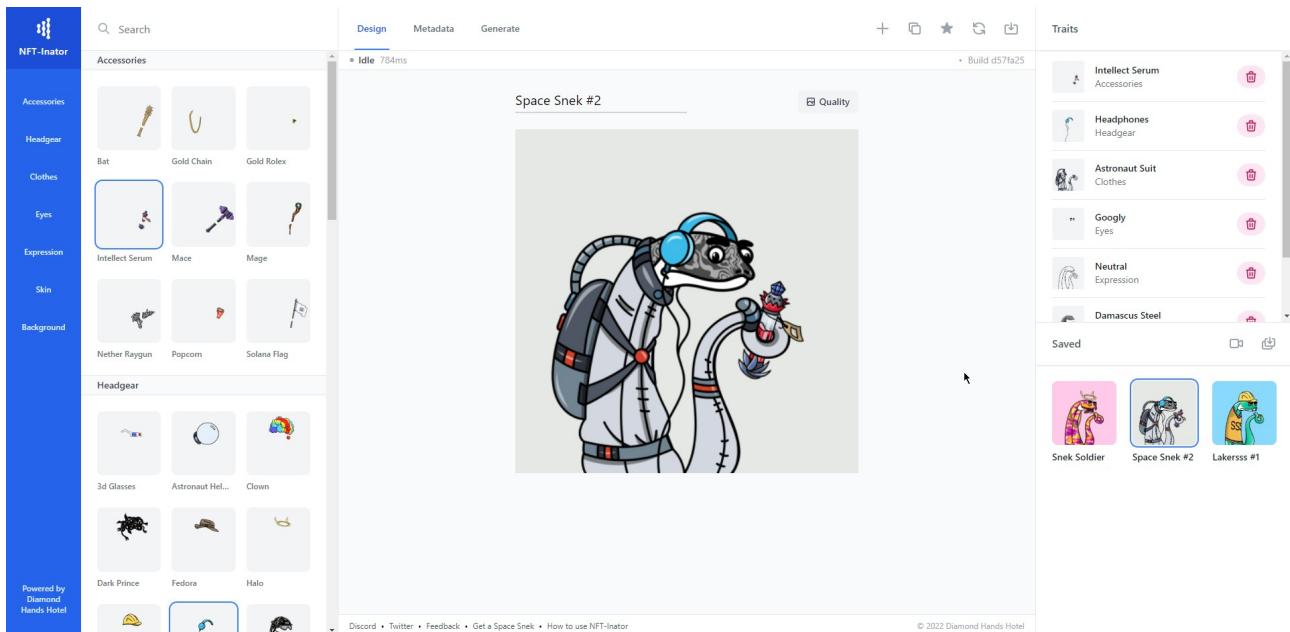 NFT-Inator
Accessories
Headgear
Clothes
Eyes
Expression
Skin
Background
Powered by
Diamond
Hands Hotel
Search
Accessories
Bat
Gold Chain
Gold Rolex
Intellect Serum
Mace
Mage
Nether Raygun
Popcorn
Solana Flag
Headgear
3d Glasses
Astronaut Hel...
Clown
Dark Prince
Fedora
Halo
Design
Metadata
Generate
• Idle 784ms
• Build d57fa25
Space Snek #2
Quality
Discord • Twitter • Feedback • Get a Space Snek • How to use NFT-Inator
© 2022 Diamond Hands Hotel
Traits
Intellect Serum
Accessories
Headphones
Headgear
Astronaut Suit
Clothes
Googly
Eyes
Neutral
Expression
Damascus Steel
Saved
SSS
Snek Soldier
Space Snek #2
Lakersss #1